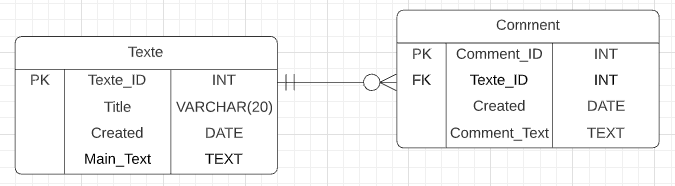 Texte
PK Texte_ID INT
Title VARCHAR(20)
Created DATE
Main_Text TEXT
Comment
PK Comment_ID INT
FK Texte_ID INT
Created DATE
Comment_Text TEXT